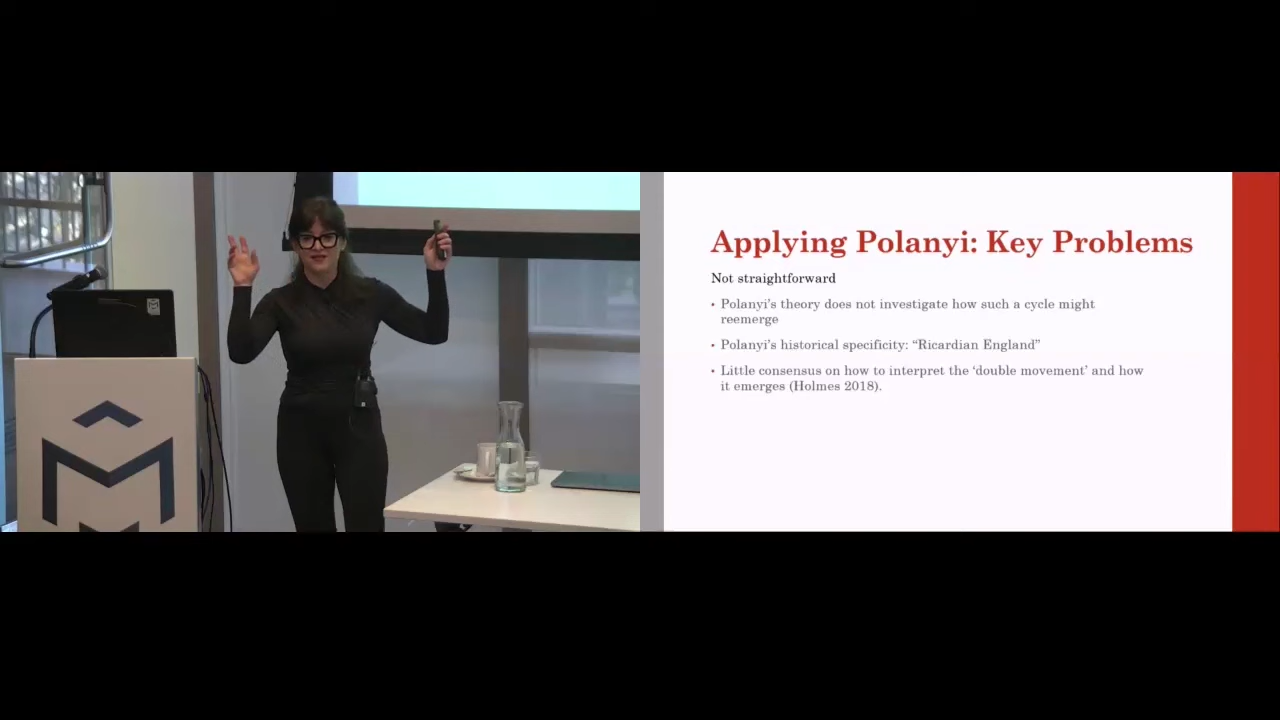 Applying Polanyi: Key Problems
Not straightforward
• Polanyi's theory does not investigate how such a cycle might
reemerge
• Polanyi's historical specificity: “Ricardian England”
• Little consensus on how to interpret the ‘double movement’ and how
it emerges (Holmes 2018).